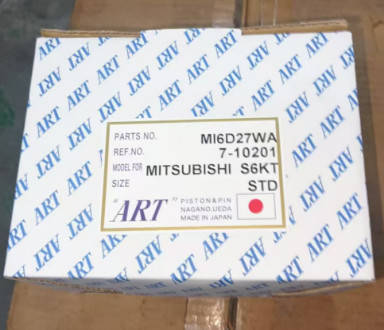 PARTS NO. MI6D27WA
REF.NO. 7-10201
MODEL FOR MITSUBISHI S6KT
SIZE STD
"ART" PISTON&PIN
NAGANO.UEDA
MADE IN JAPAN
ART